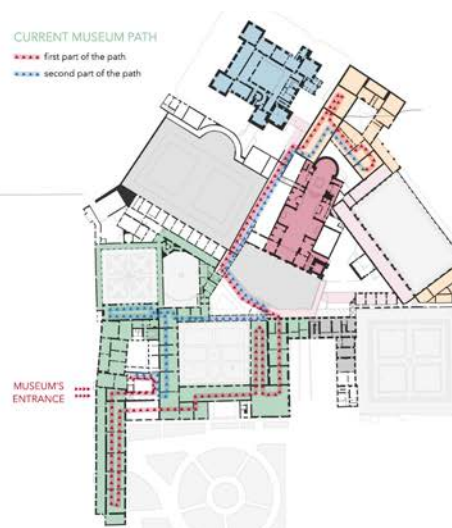 CURRENT MUSEUM PATH
first part of the path
second part of the path
MUSEUM'S
ENTRANCE